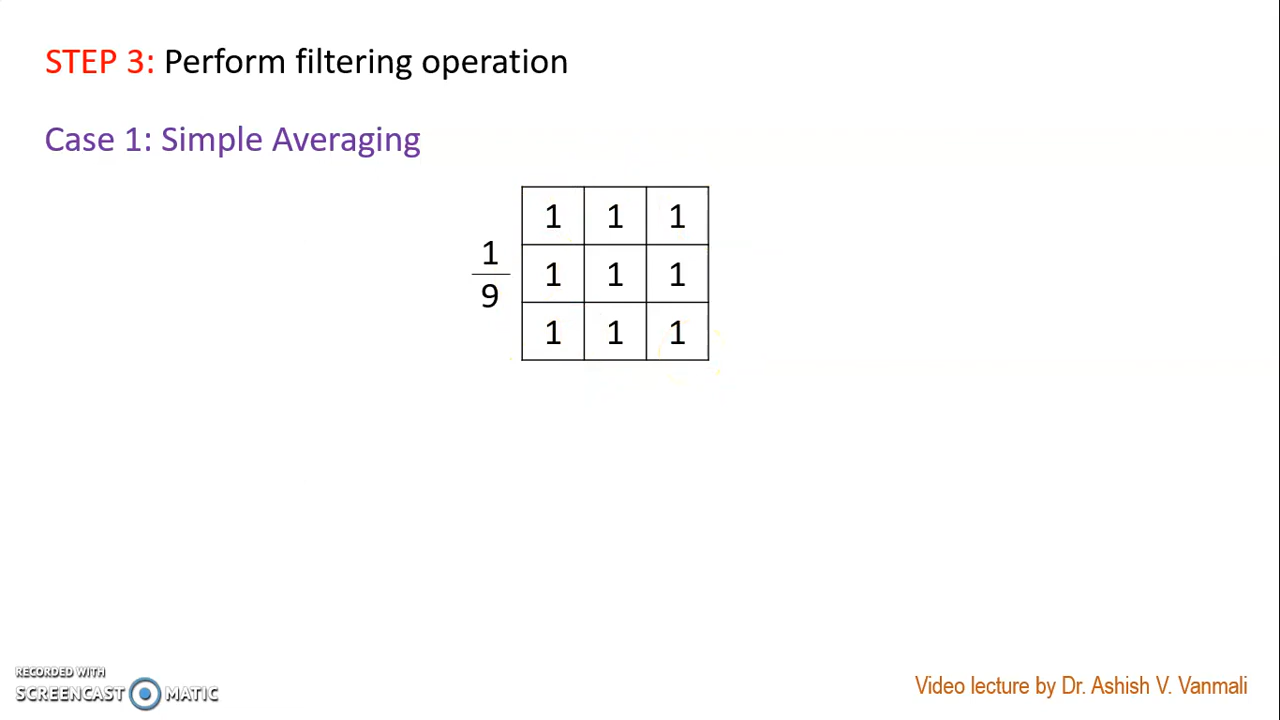 STEP 3: Perform filtering operation
Case 1: Simple Averaging
1 1 1
1
9
1 1 1
1 1 1
RECORDED WITH
SCREENCAST MATIC
Video lecture by Dr. Ashish V. Vanmali